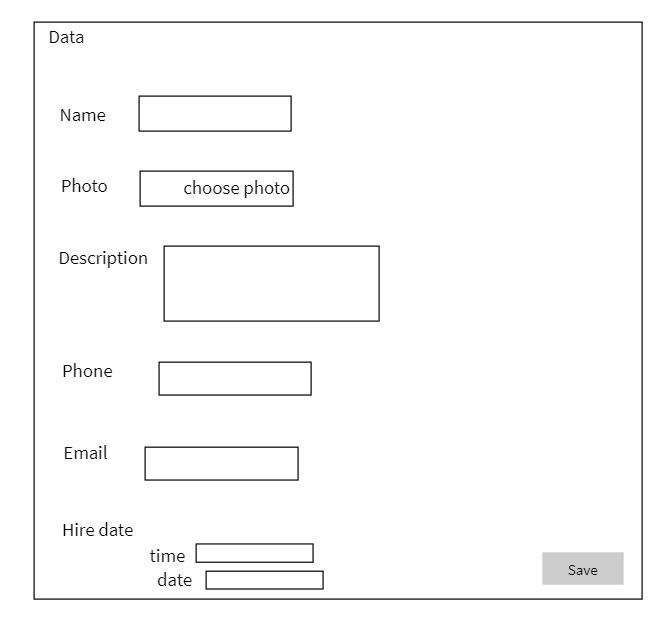 Data
Name
Photo
choose photo
Description
Phone
Email
Hire date
time
date
Save